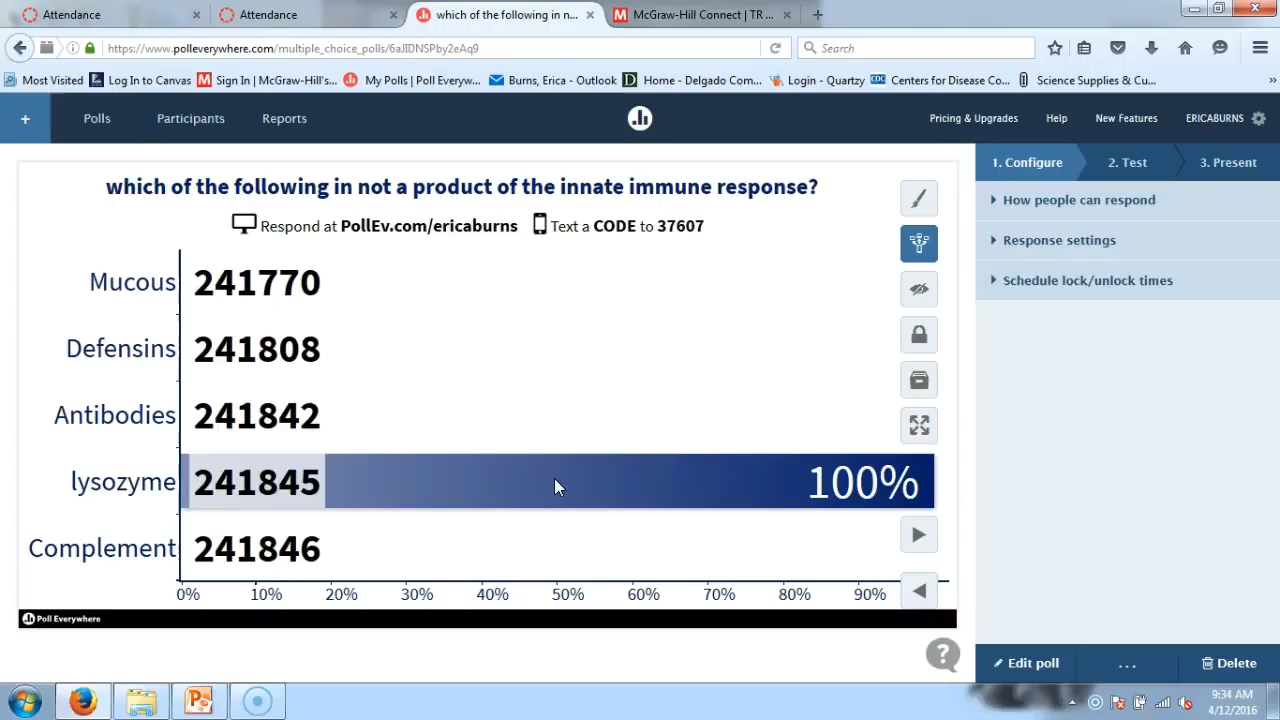 Attendance
Attendance
which of the following in n...
McGraw-Hill Connect | TR ...
https://www.polleverywhere.com/multiple_choice_polls/6aJIDNSPby2eAq9
Search
Most Visited
Log In to Canvas
Sign In | McGraw-Hill's...
My Polls | Poll Everyw...
Burns, Erica - Outlook
Home - Delgado Com...
Login - Quartzy
Centers for Disease Co...
Science Supplies & Cu...
+
Polls
Participants
Reports
Pricing & Upgrades
Help
New Features
ERICABURNS
1. Configure
2. Test
3. Present
How people can respond
Response settings
Schedule lock/unlock times
which of the following in not a product of the innate immune response?
Respond at PollEv.com/ericaburns
Text a CODE to 37607
Mucous 241770
Defensins 241808
Antibodies 241842
lysozyme 241845 100%
Complement 241846
0% 10% 20% 30% 40% 50% 60% 70% 80% 90%
Poll Everywhere
?
Edit poll
...
Delete
9:34 AM
4/12/2016